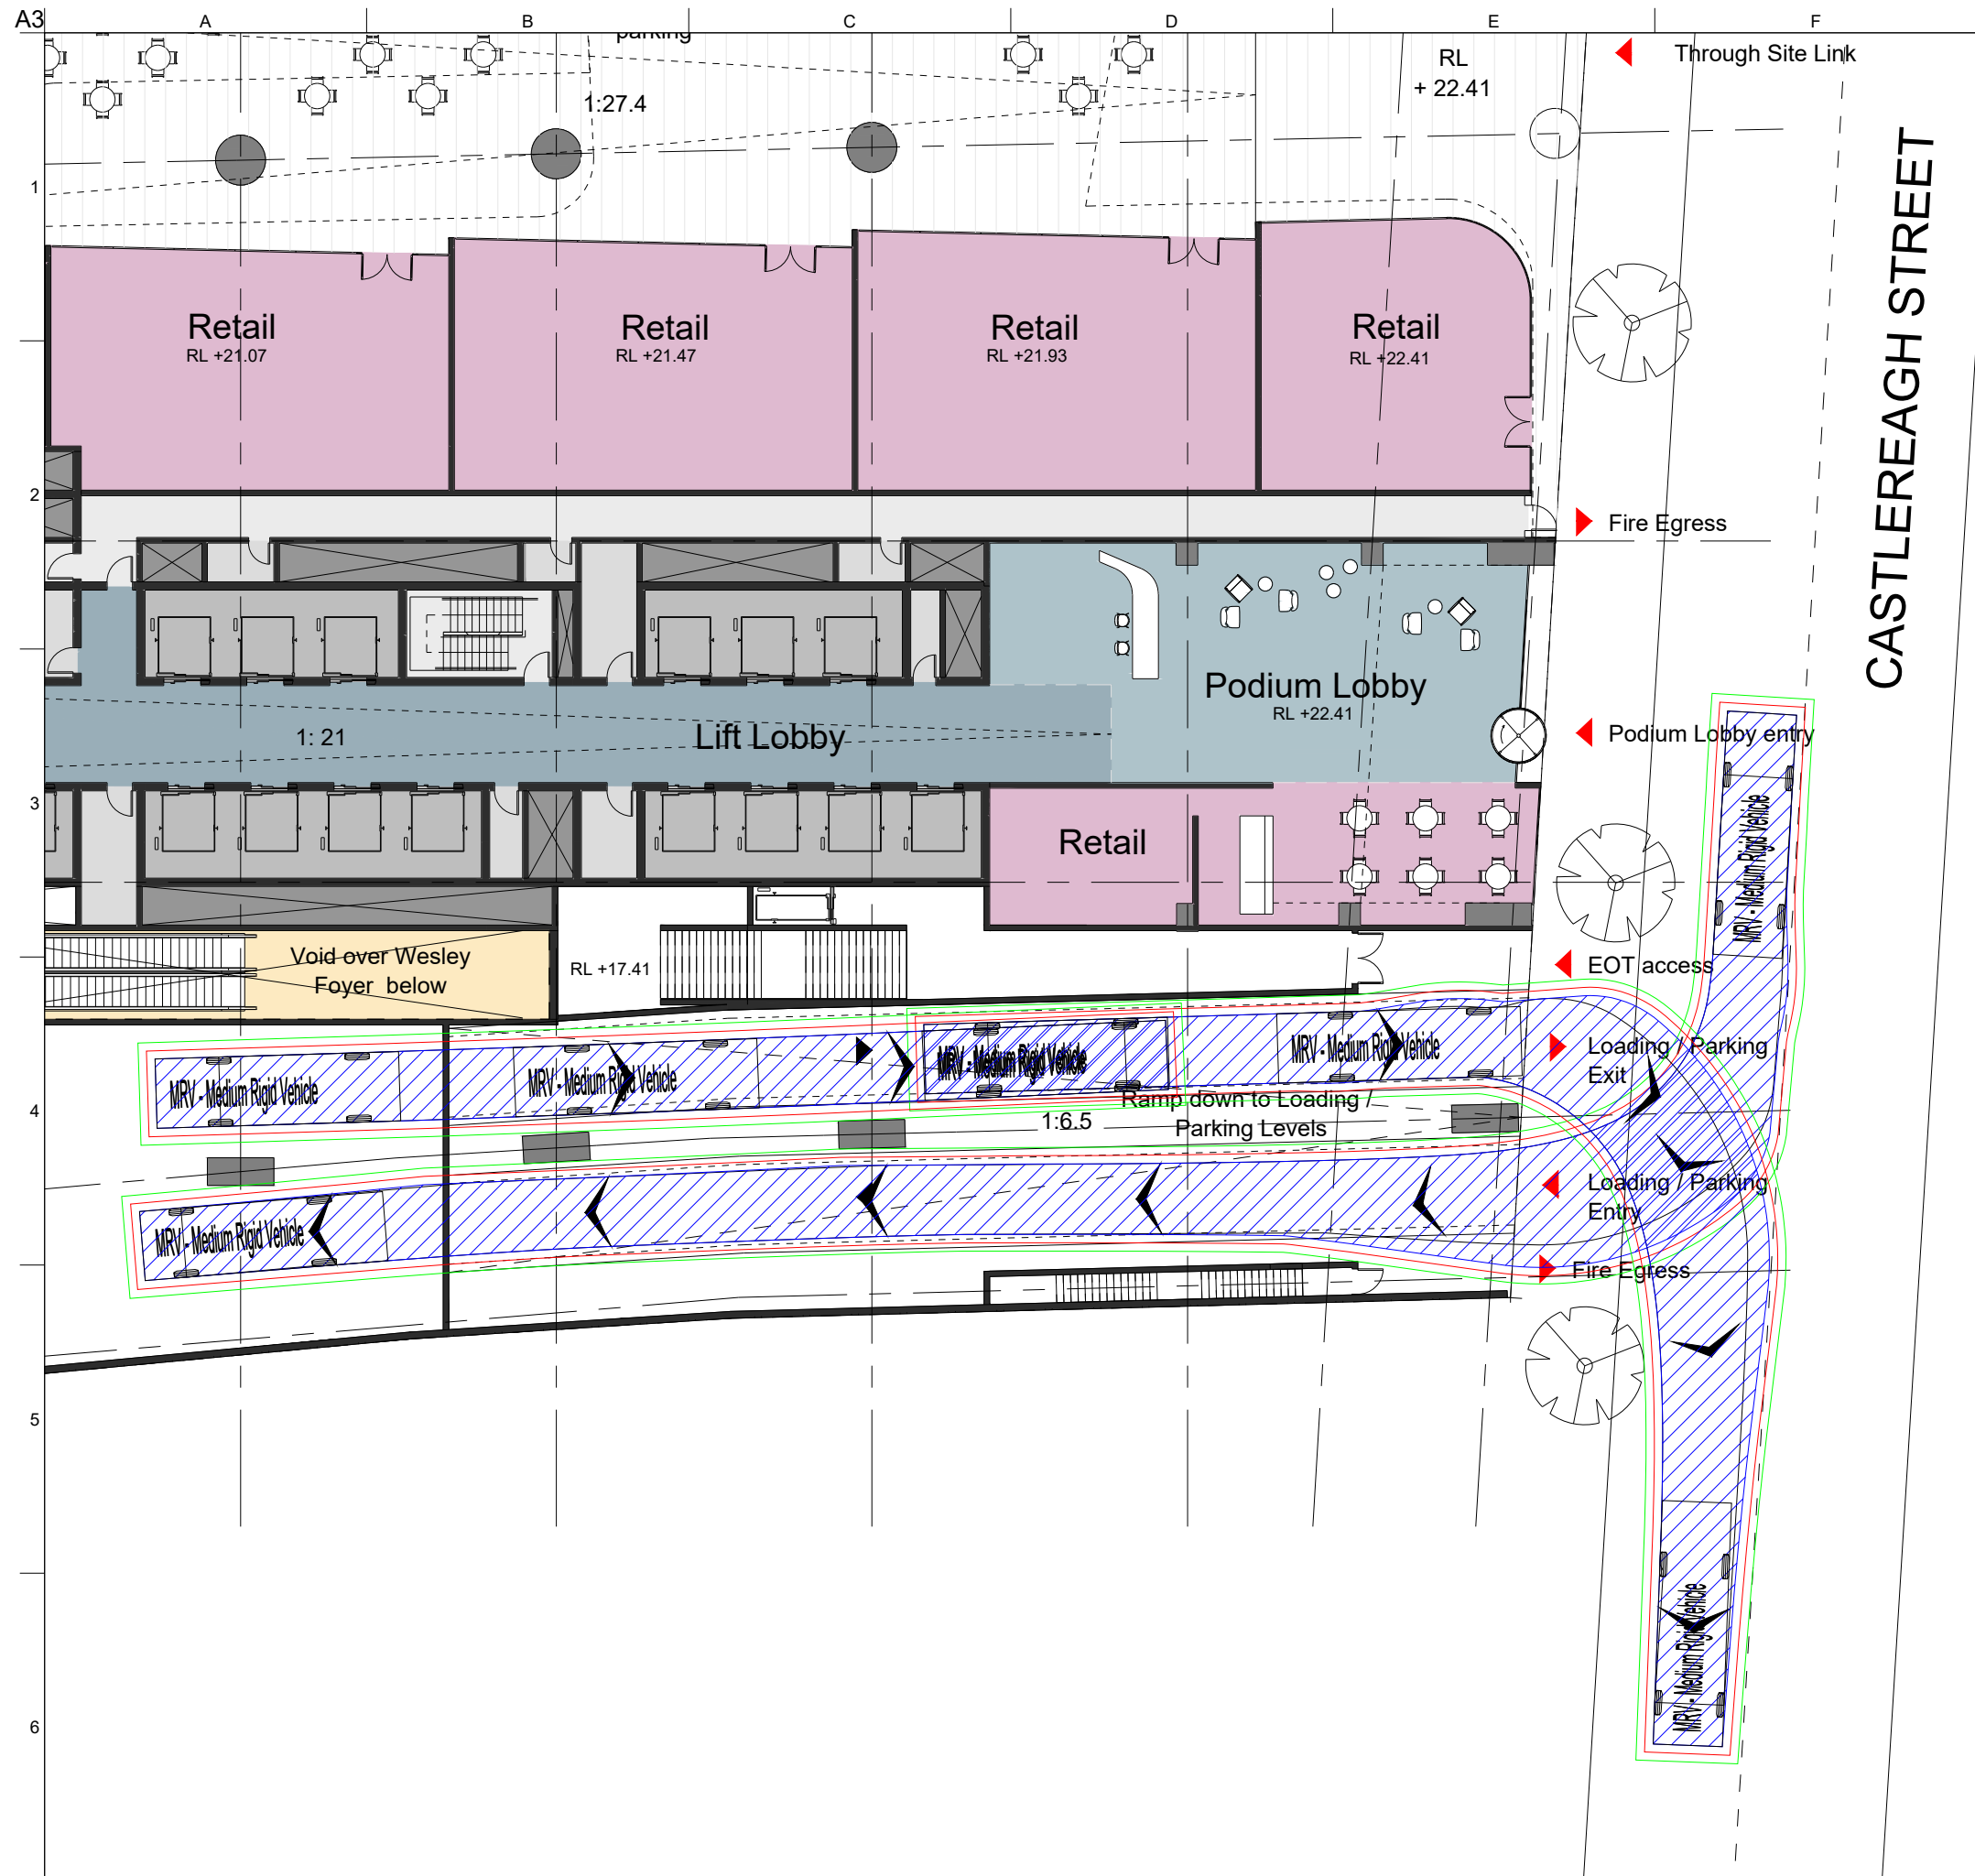 A3
A
B
C
D
E
F
parking
RL
+ 22.41
Through Site Link
1:27.4
1
CASTLEREAGH STREET
Retail
RL +21.07
Retail
RL +21.47
Retail
RL +21.93
Retail
RL +22.41
2
Fire Egress
Podium Lobby
RL +22.41
1: 21
Lift Lobby
Podium Lobby entry
3
Retail
MRV - Medium Rigid Vehicle
Void over Wesley
Foyer below
RL +17.41
EOT access
MRV - Medium Rigid Vehicle
MRV - Medium Rigid Vehicle
MRV - Medium Rigid Vehicle
MRV - Medium Rigid Vehicle
Loading / Parking
Exit
4
1:6.5
Ramp down to Loading /
Parking Levels
Loading / Parking
Entry
MRV - Medium Rigid Vehicle
Fire Egress
5
MRV - Medium Rigid Vehicle
6